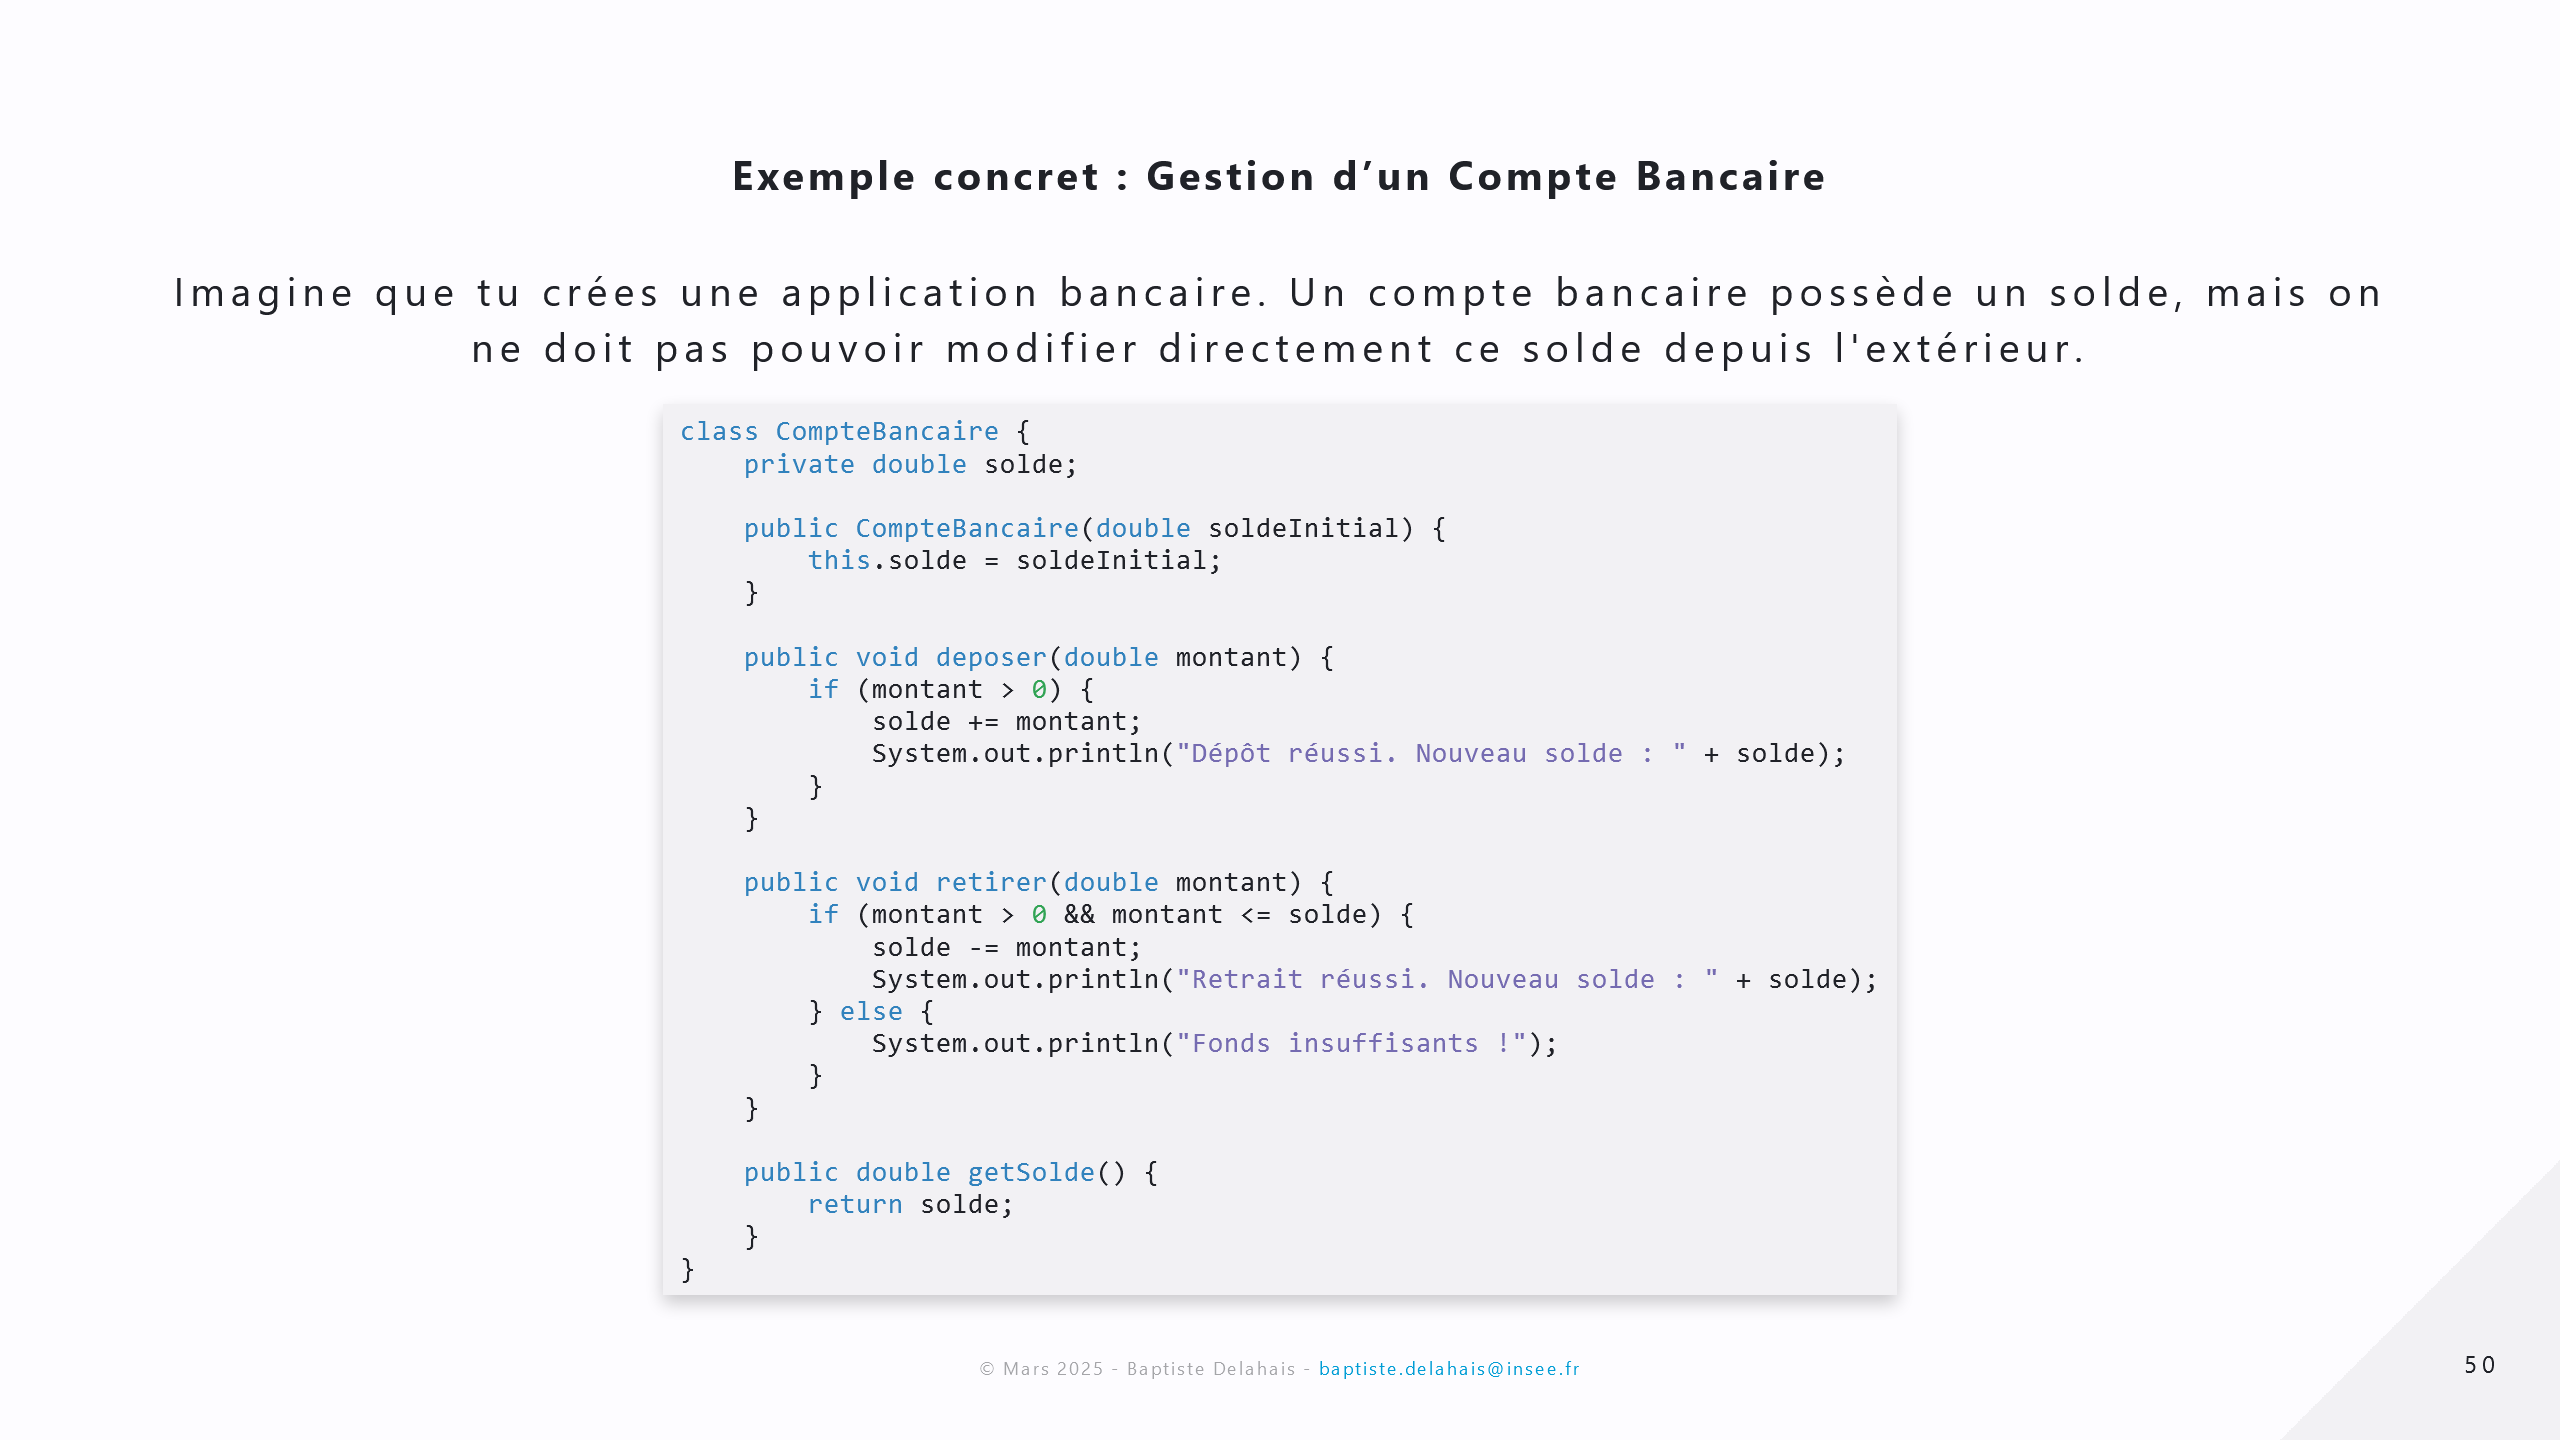 Exemple concret : Gestion d’un Compte Bancaire
Imagine que tu crées une application bancaire. Un compte bancaire possède un solde, mais on
ne doit pas pouvoir modifier directement ce solde depuis l'extérieur.
class CompteBancaire {
    private double solde;

    public CompteBancaire(double soldeInitial) {
        this.solde = soldeInitial;
    }

    public void deposer(double montant) {
        if (montant > 0) {
            solde += montant;
            System.out.println("Dépôt réussi. Nouveau solde : " + solde);
        }
    }

    public void retirer(double montant) {
        if (montant > 0 && montant <= solde) {
            solde -= montant;
            System.out.println("Retrait réussi. Nouveau solde : " + solde);
        } else {
            System.out.println("Fonds insuffisants !");
        }
    }

    public double getSolde() {
        return solde;
    }
}
© Mars 2025 - Baptiste Delahais - baptiste.delahais@insee.fr
50